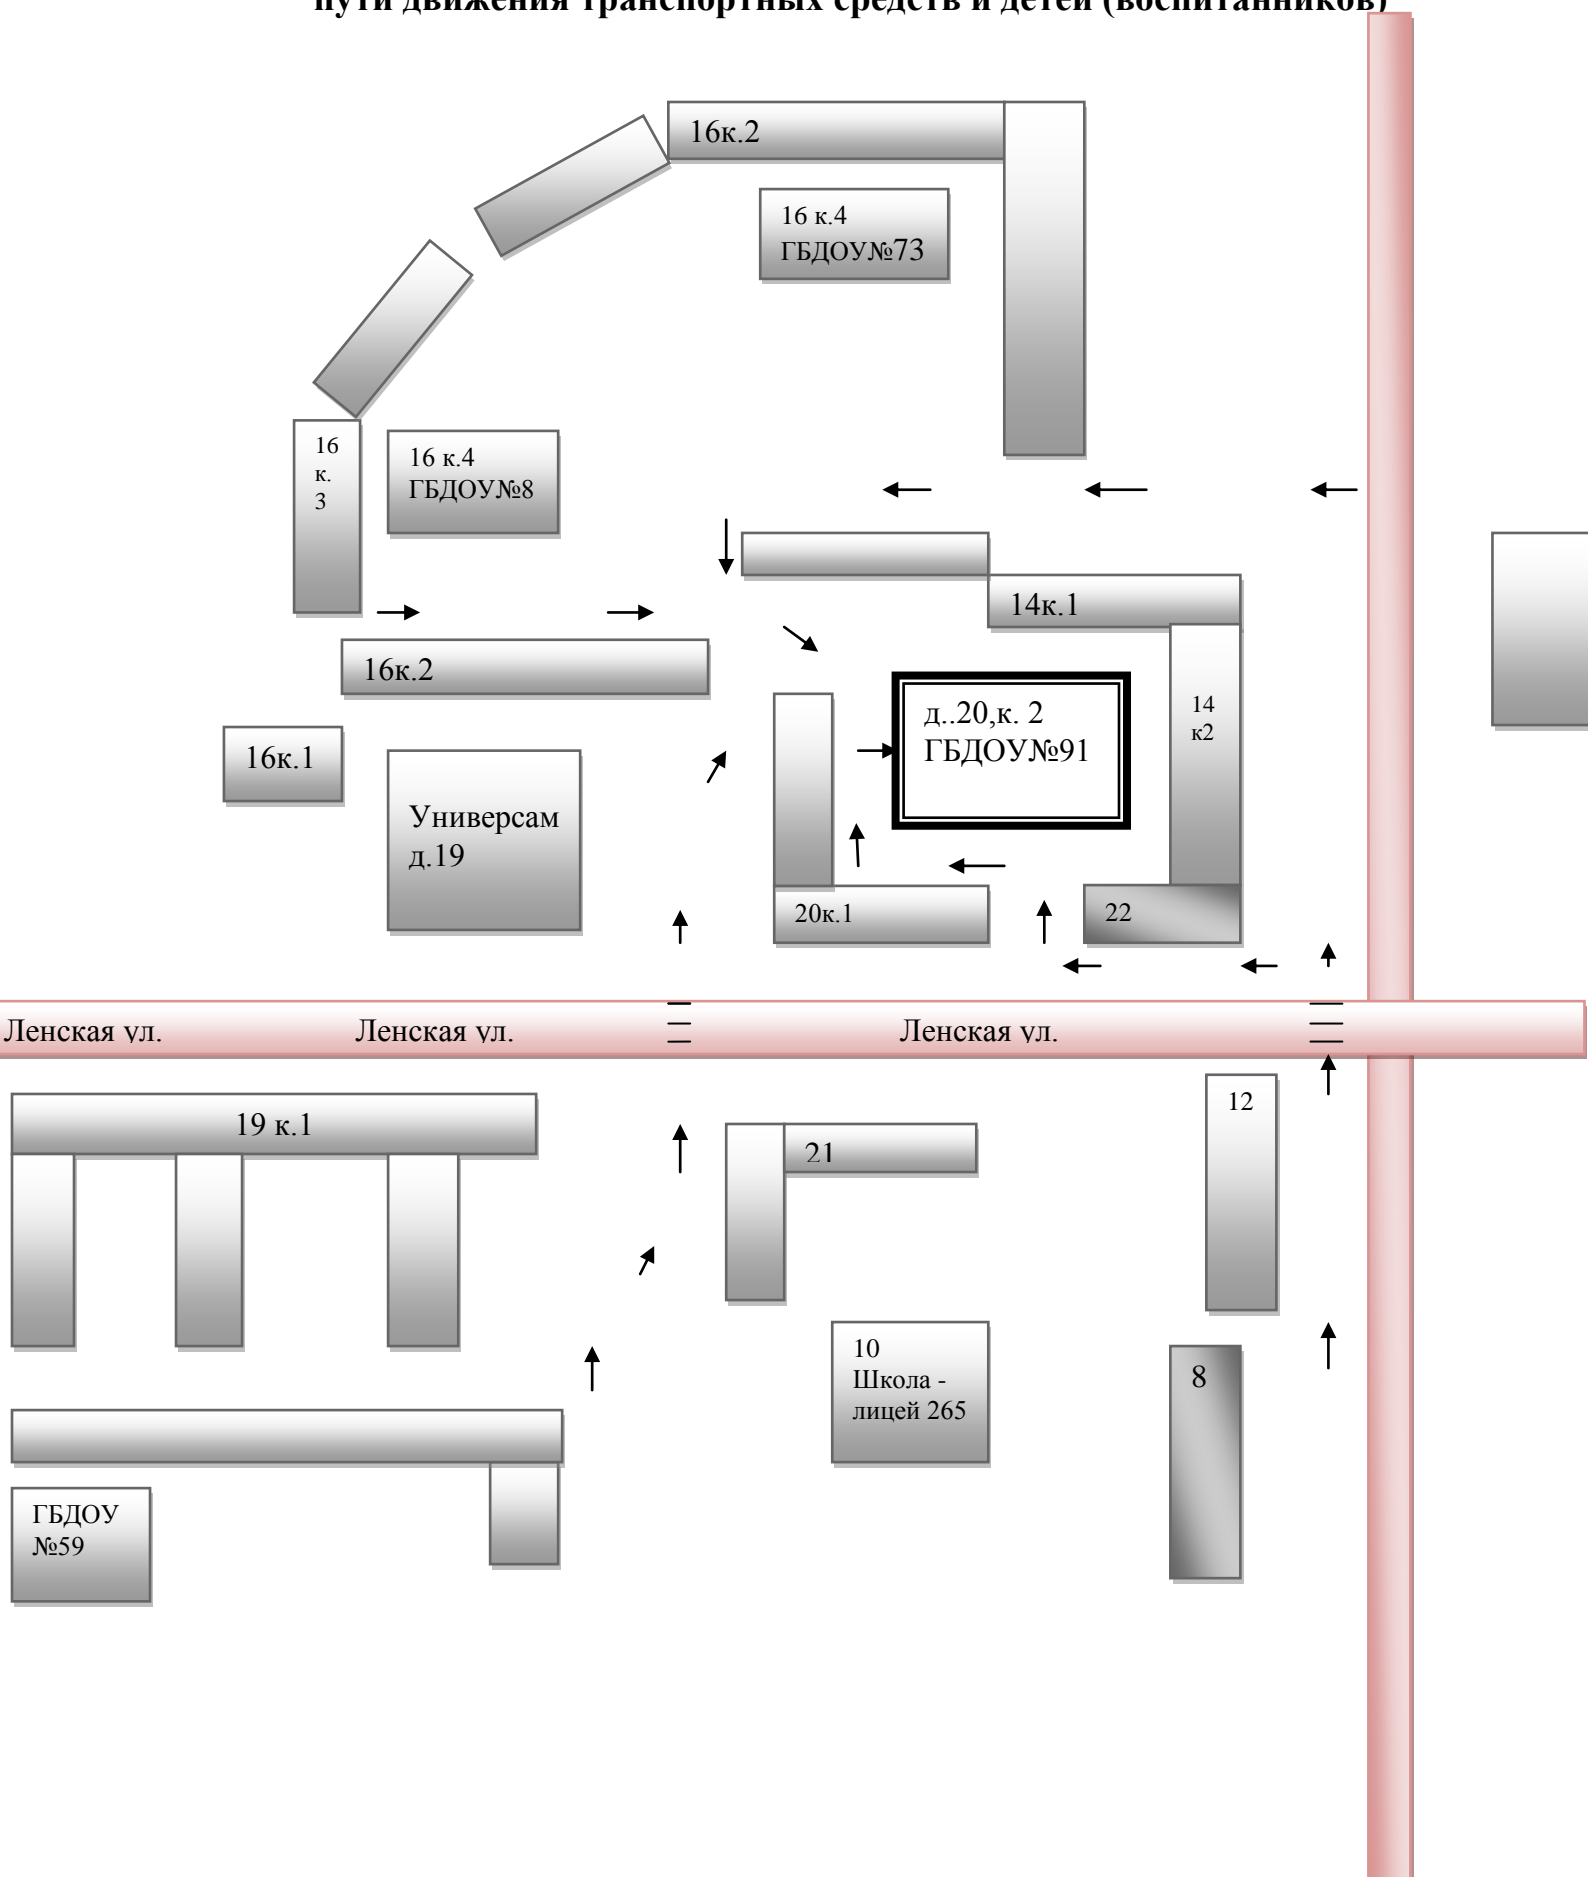 пути движения транспортных средств и детей (воспитанников)
16к.2
16 к.4
ГБДОУ№73
16
к.
3
16 к.4
ГБДОУ№8
14к.1
16к.2
д..20,к. 2
ГБДОУ№91
14
к2
16к.1
Универсам
д.19
20к.1
22
Ленская ул.
Ленская ул.
Ленская ул.
19 к.1
12
21
10
Школа -
лицей 265
8
ГБДОУ
№59